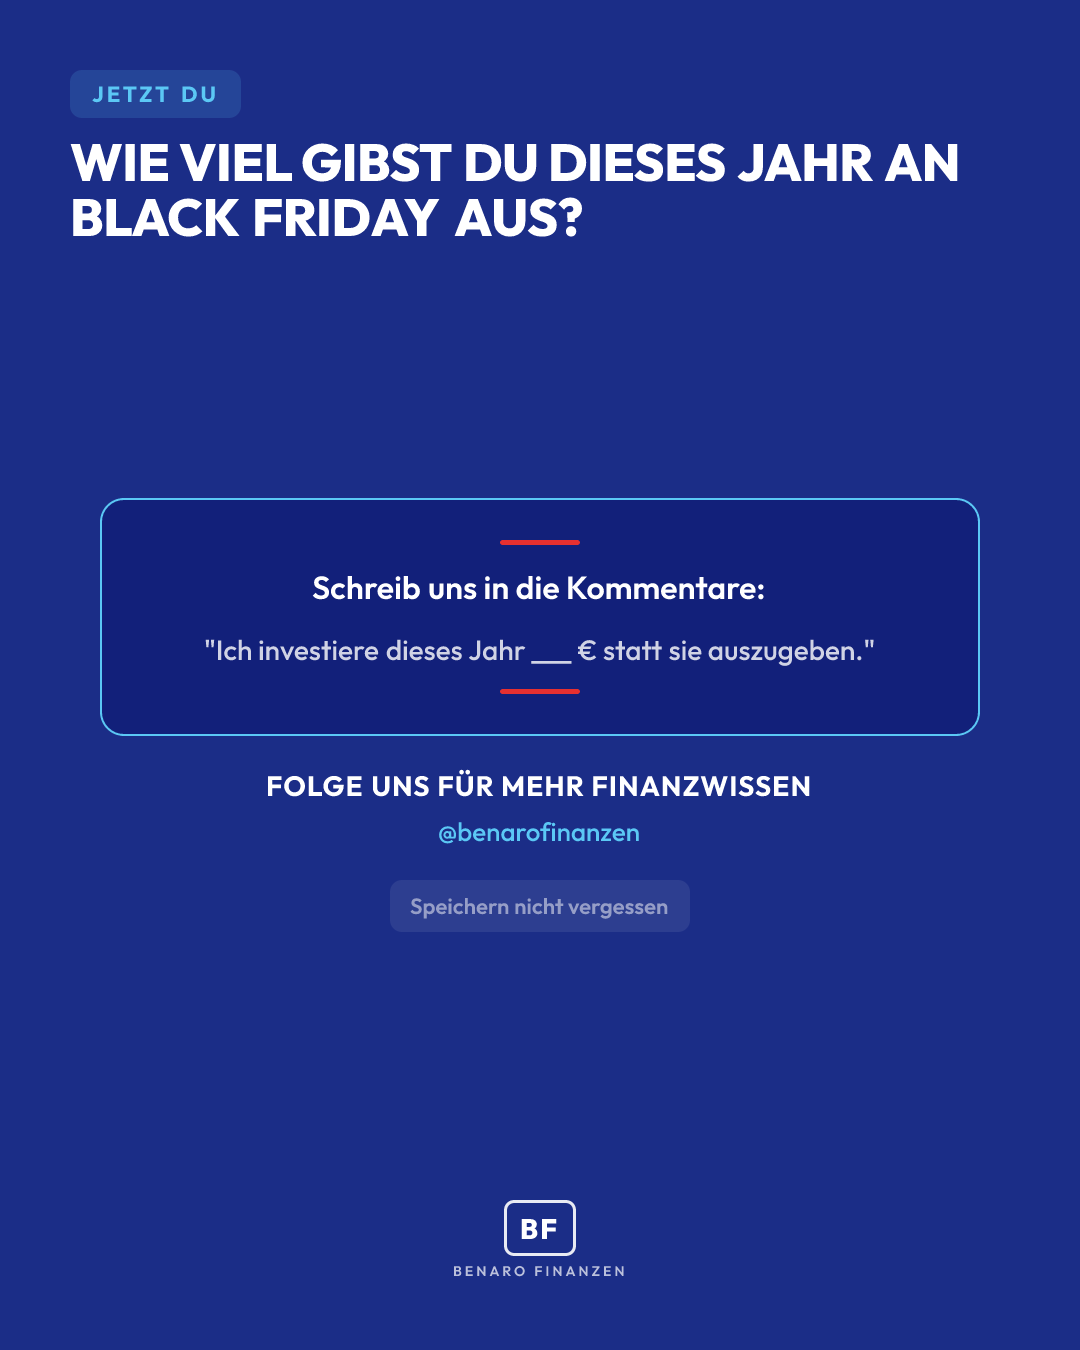 JETZT DU
WIE VIEL GIBST DU DIESES JAHR AN
BLACK FRIDAY AUS?
Schreib uns in die Kommentare:
"Ich investiere dieses Jahr ___ € statt sie auszugeben."
FOLGE UNS FÜR MEHR FINANZWISSEN
@benarofinanzen
Speichern nicht vergessen
BF
BENARO FINANZEN